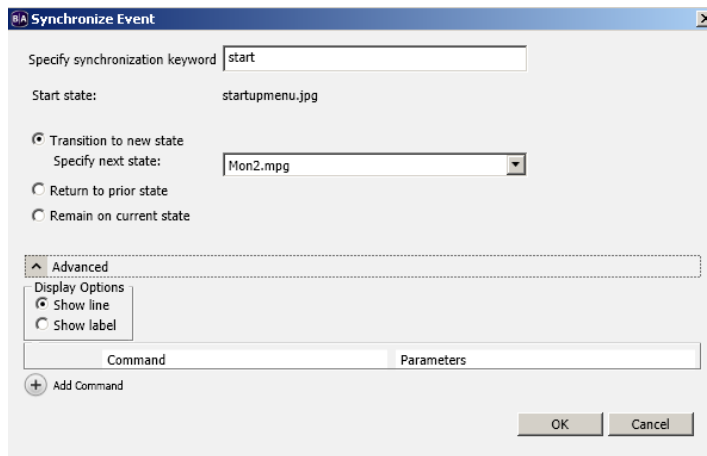 Synchronize Event
Specify synchronization keyword start
Start state: startupmenu.jpg
Transition to new state
Specify next state: Mon2.mpg
Return to prior state
Remain on current state
Advanced
Display Options
Show line
Show label
Command Parameters
Add Command
OK Cancel